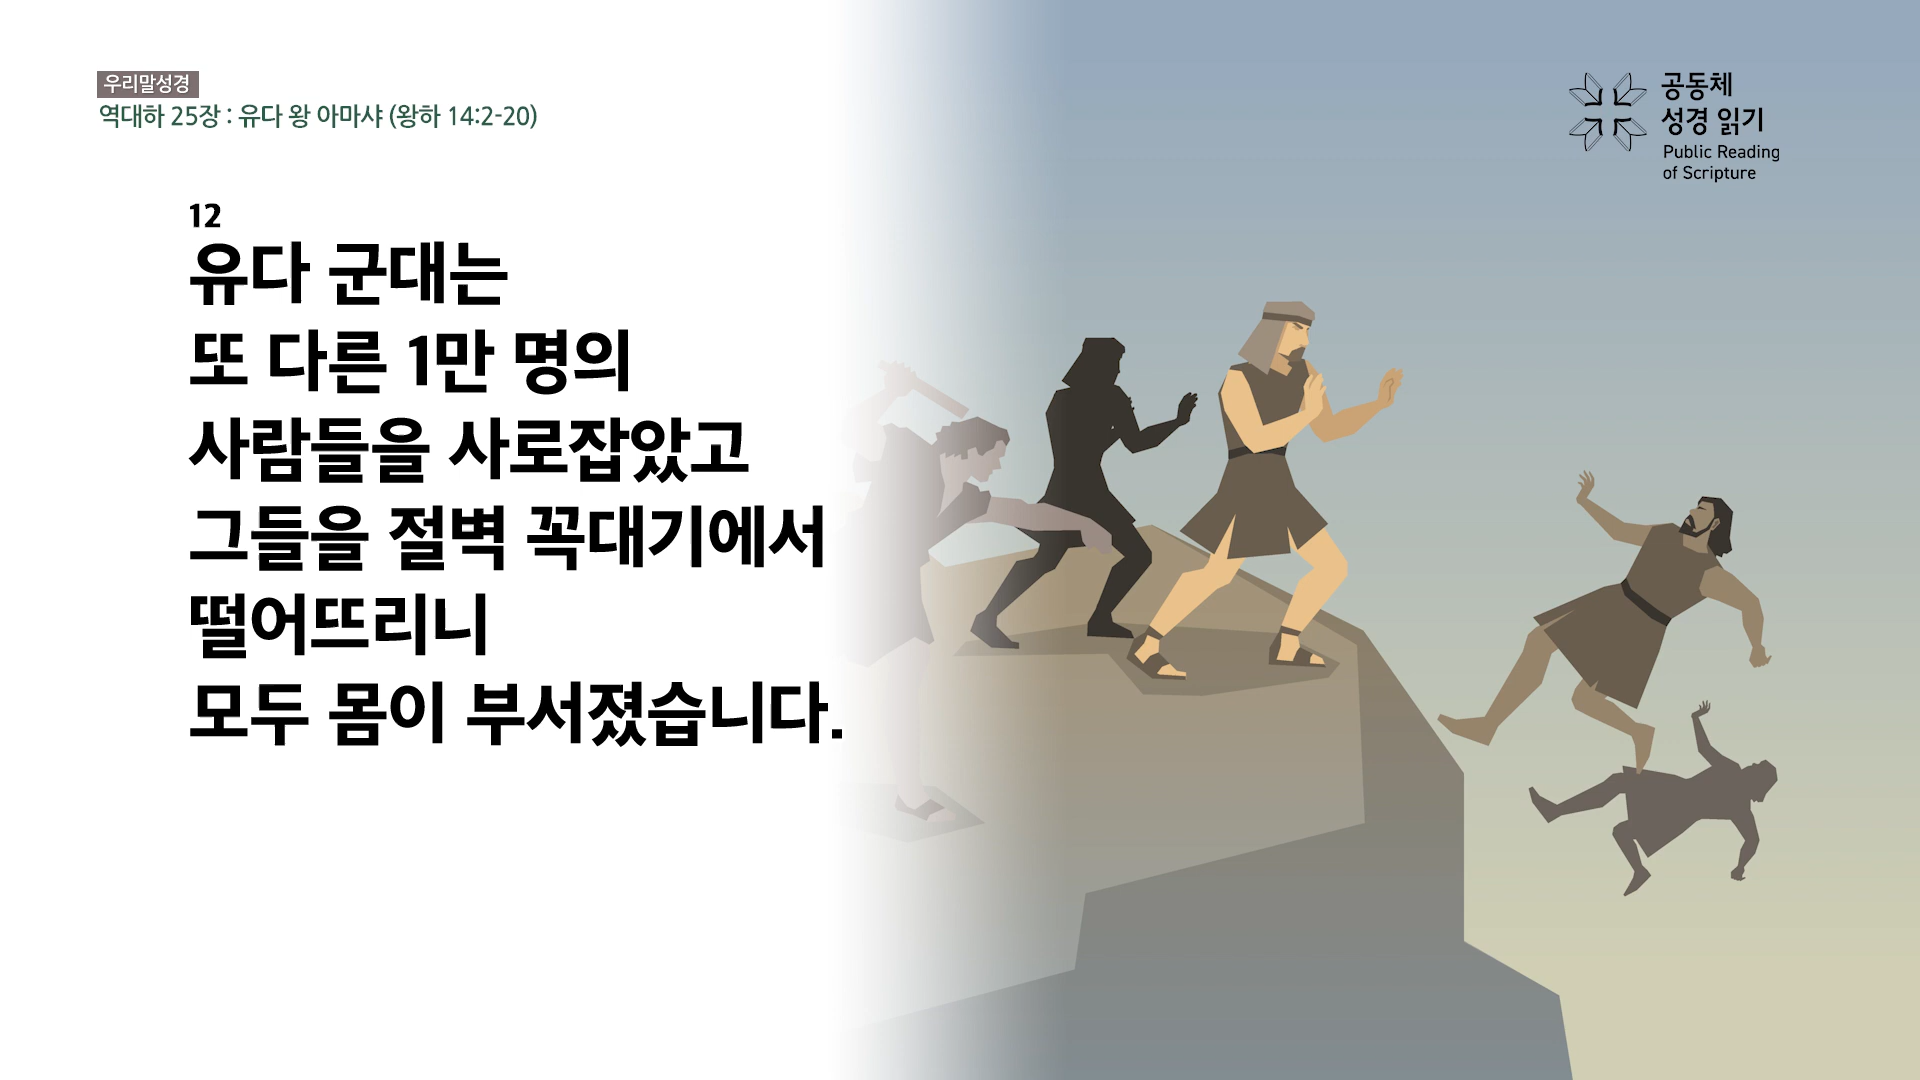 우리말성경
역대하 25장 : 유다 왕 아마샤 (왕하 14:2-20)
공동체
성경 읽기
Public Reading
of Scripture
12
유다 군대는
또 다른 1만 명의
사람들을 사로잡았고
그들을 절벽 꼭대기에서
떨어뜨리니
모두 몸이 부서졌습니다.